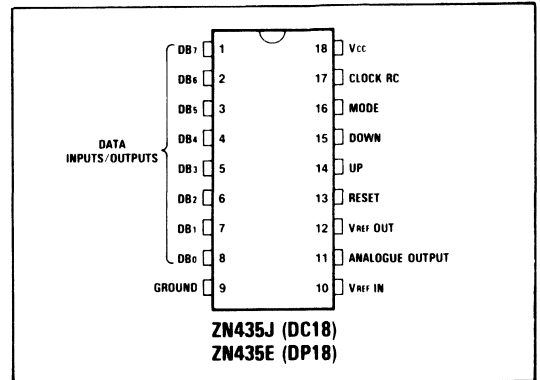 DB7 1 18 Vcc
DB6 2 17 CLOCK RC
DB5 3 16 MODE
DB4 4 15 DOWN
DATA
INPUTS/OUTPUTS
DB3 5 14 UP
DB2 6 13 RESET
DB1 7 12 VREF OUT
DB0 8 11 ANALOGUE OUTPUT
GROUND 9 10 VREF IN
ZN435J (DC18)
ZN435E (DP18)